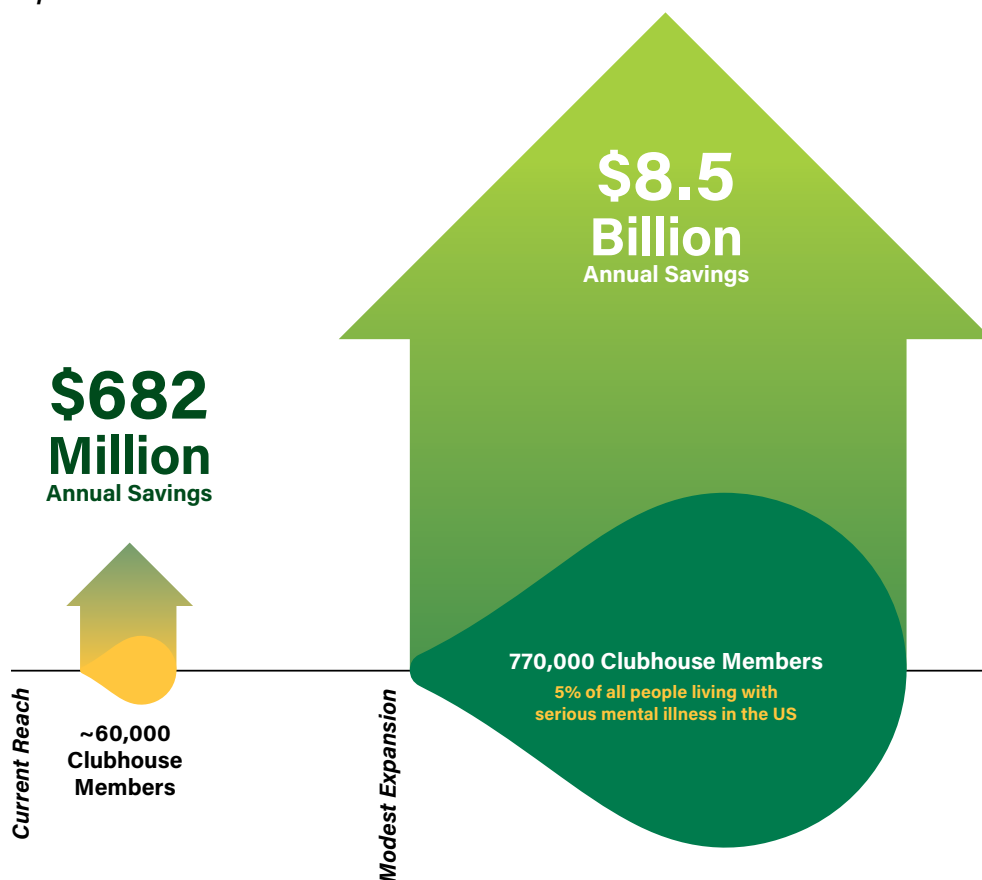 $682
Million
Annual Savings
~60,000
Clubhouse
Members
Current Reach
$8.5
Billion
Annual Savings
770,000 Clubhouse Members
5% of all people living with
serious mental illness in the US
Modest Expansion